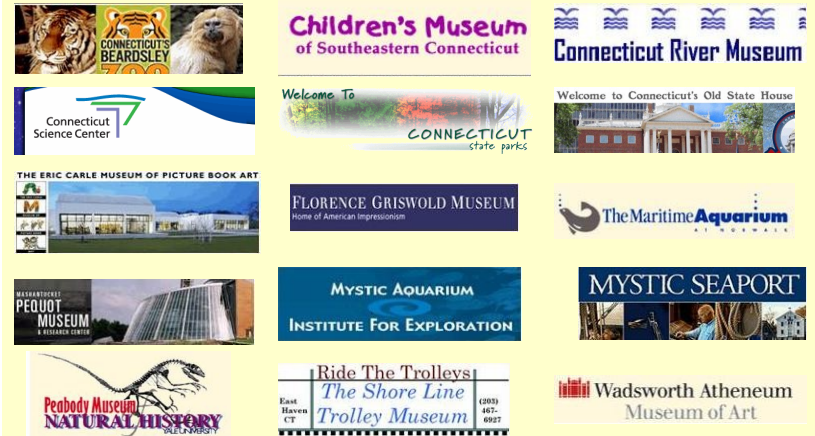 CONNECTICUT'S
BEARDSLEY
ZOO
Children's Museum
of Southeastern Connecticut
Connecticut River Museum
Connecticut
Science Center
Welcome To
CONNECTICUT
state parks
Welcome to Connecticut's Old State House
THE ERIC CARLE MUSEUM OF PICTURE BOOK ART
FLORENCE GRISWOLD MUSEUM
Home of American Impressionism
The Maritime Aquarium
AT NORWALK
MASHANTUCKET
PEQUOT
MUSEUM
& RESEARCH CENTER
MYSTIC AQUARIUM
INSTITUTE FOR EXPLORATION
MYSTIC SEAPORT
Peabody Museum
NATURAL HISTORY
YALE UNIVERSITY
Ride The Trolleys
The Shore Line
Trolley Museum
East
Haven
CT
(203)
467-
6927
Wadsworth Atheneum
Museum of Art